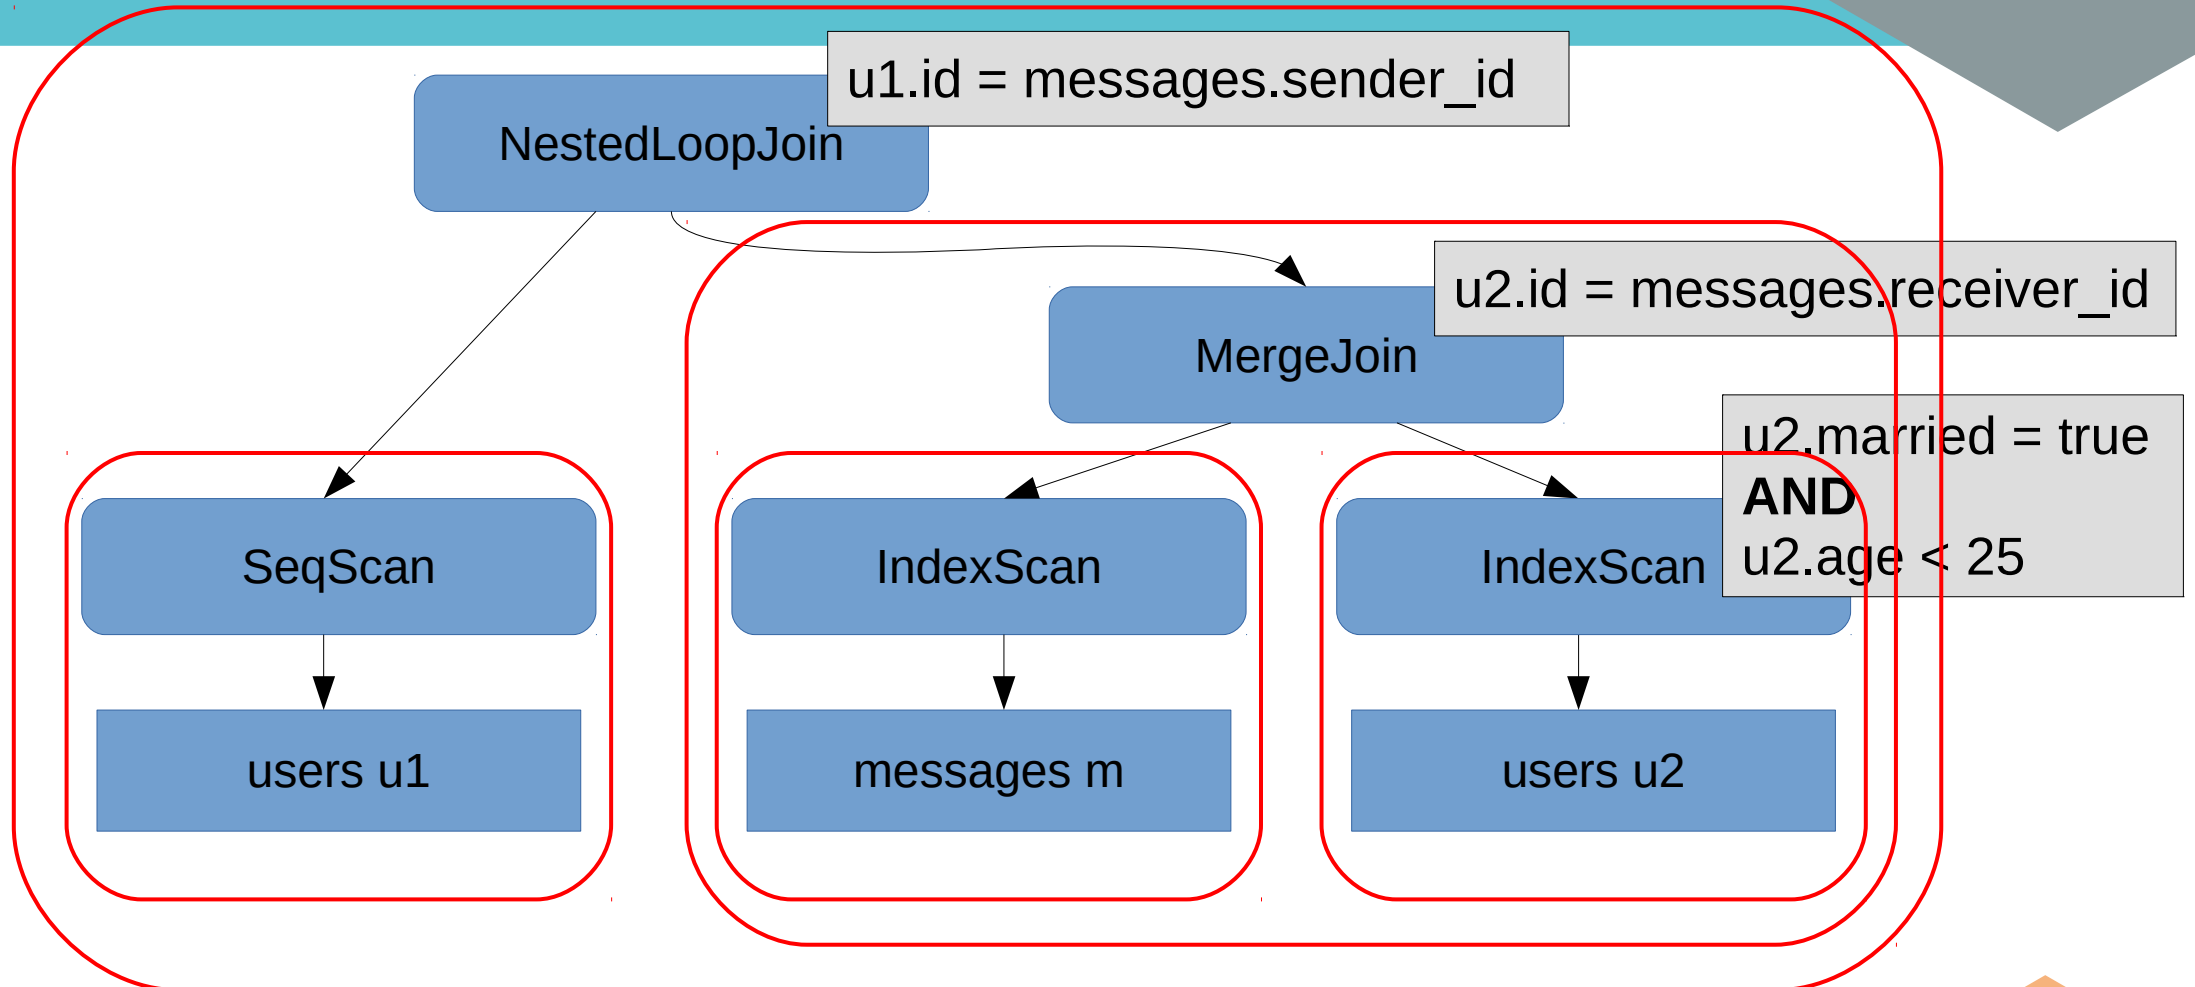 u1.id = messages.sender_id
NestedLoopJoin
u2.id = messages.receiver_id
MergeJoin
u2.married = true
AND
u2.age < 25
SeqScan
IndexScan
IndexScan
users u1
messages m
users u2